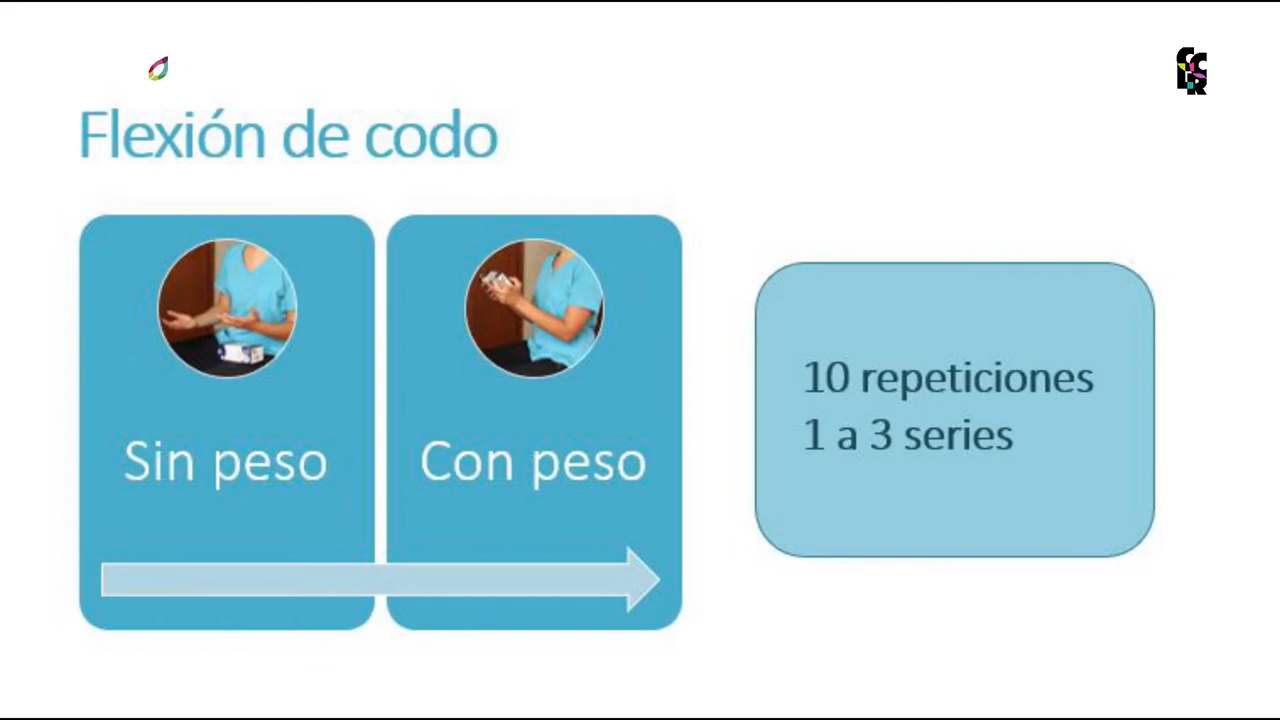 Flexión de codo
Sin peso
Con peso
10 repeticiones
1 a 3 series